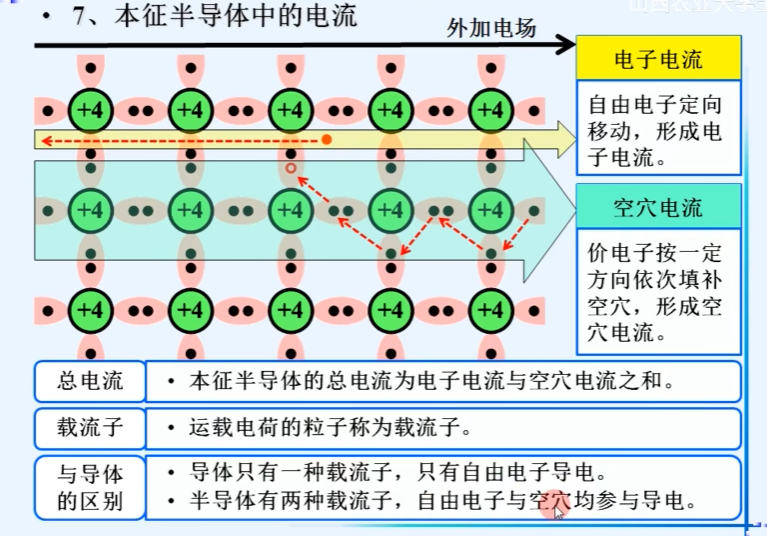 山西农业大学
• 7、本征半导体中的电流
外加电场
+4 +4 +4 +4 +4
+4 +4 +4 +4 +4
+4 +4 +4 +4 +4
电子电流
自由电子定向
移动，形成电
子电流。
空穴电流
价电子按一定
方向依次填补
空穴，形成空
穴电流。
总电流
• 本征半导体的总电流为电子电流与空穴电流之和。
载流子
• 运载电荷的粒子称为载流子。
与导体
的区别
• 导体只有一种载流子，只有自由电子导电。
• 半导体有两种载流子，自由电子与空穴均参与导电。